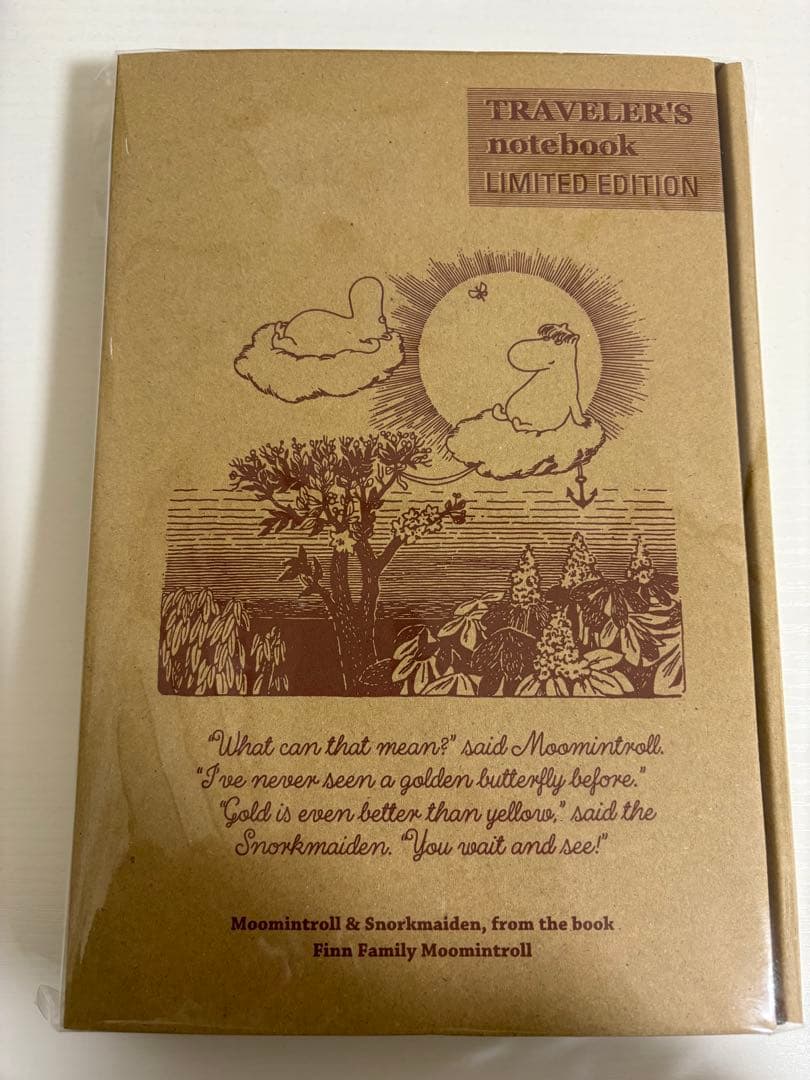 TRAVELER'S
notebook
LIMITED EDITION
"What can that mean?" said Moomintroll.
"I've never seen a golden butterfly before."
"Gold is even better than yellow," said the
Snorkmaiden. "You wait and see!"
Moomintroll & Snorkmaiden, from the book
Finn Family Moomintroll